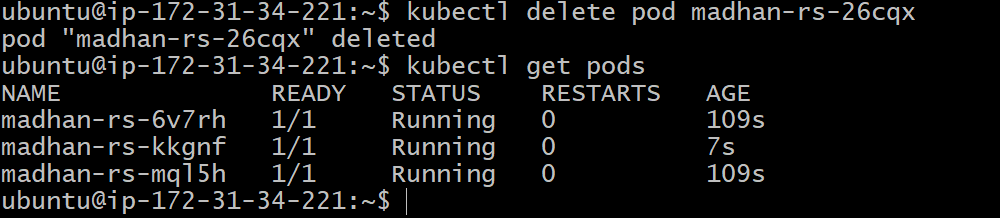 ubuntu@ip-172-31-34-221:~$ kubectl delete pod madhan-rs-26cqx
pod "madhan-rs-26cqx" deleted
ubuntu@ip-172-31-34-221:~$ kubectl get pods
NAME              READY   STATUS    RESTARTS   AGE
madhan-rs-6v7rh   1/1     Running   0          109s
madhan-rs-kkgnf   1/1     Running   0          7s
madhan-rs-mql5h   1/1     Running   0          109s
ubuntu@ip-172-31-34-221:~$